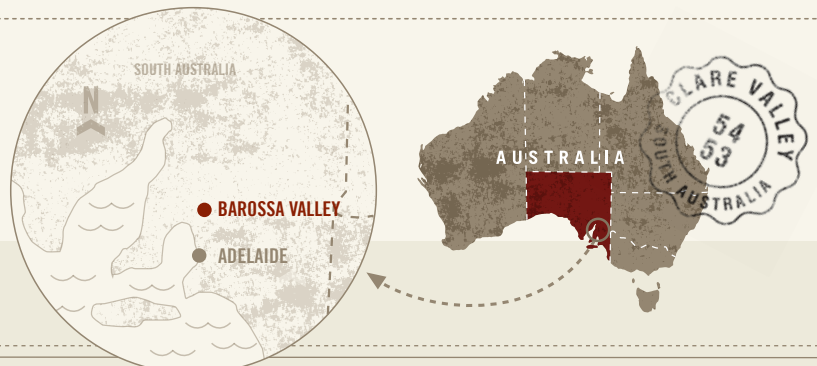 SOUTH AUSTRALIA
N
BAROSSA VALLEY
ADELAIDE
AUSTRALIA
CLARE VALLEY
54
53
SOUTH AUSTRALIA